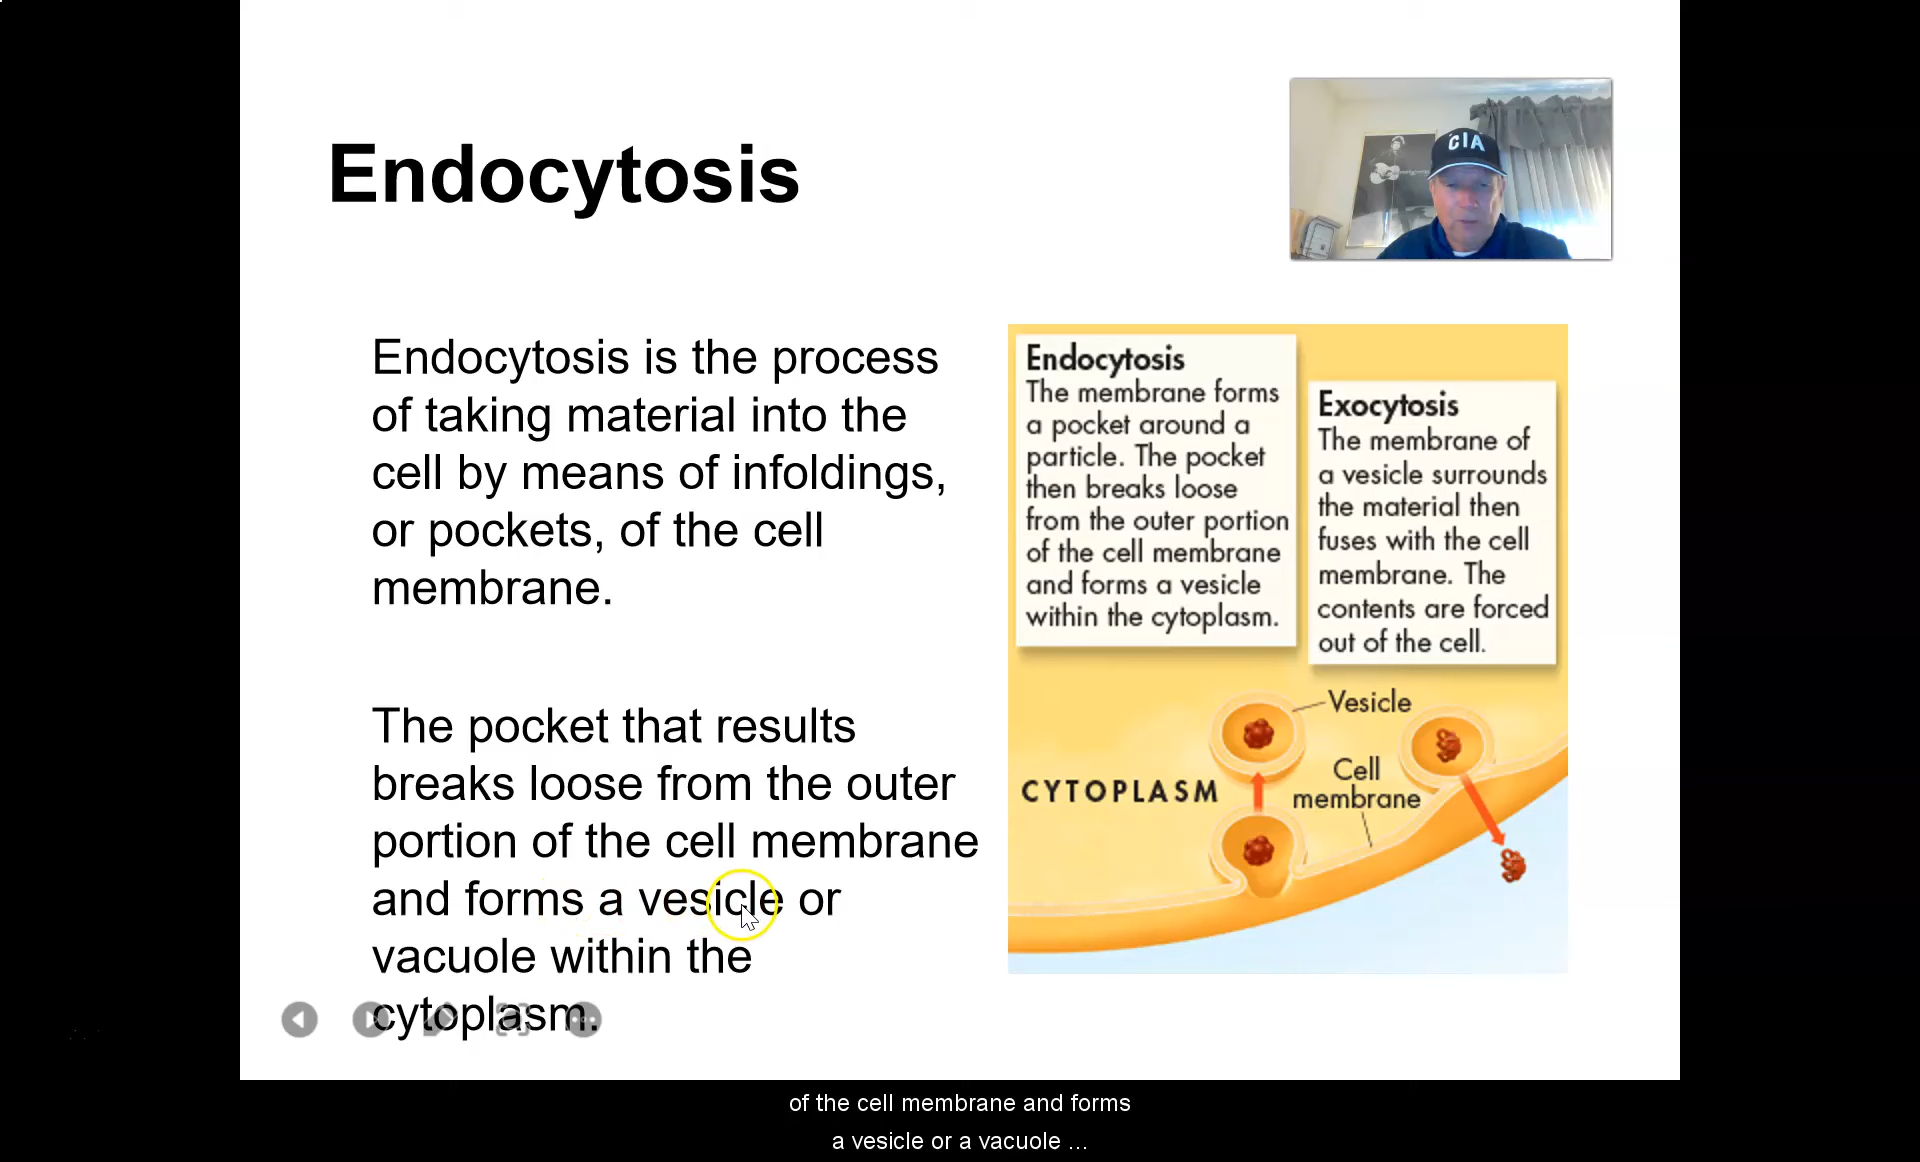 Endocytosis
CIA
Endocytosis is the process
of taking material into the
cell by means of infoldings,
or pockets, of the cell
membrane.
The pocket that results
breaks loose from the outer
portion of the cell membrane
and forms a vesicle or
vacuole within the
cytoplasm.
Endocytosis
The membrane forms
a pocket around a
particle. The pocket
then breaks loose
from the outer portion
of the cell membrane
and forms a vesicle
within the cytoplasm.
Exocytosis
The membrane of
a vesicle surrounds
the material then
fuses with the cell
membrane. The
contents are forced
out of the cell.
Vesicle
CYTOPLASM
Cell
membrane
of the cell membrane and forms
a vesicle or a vacuole ...